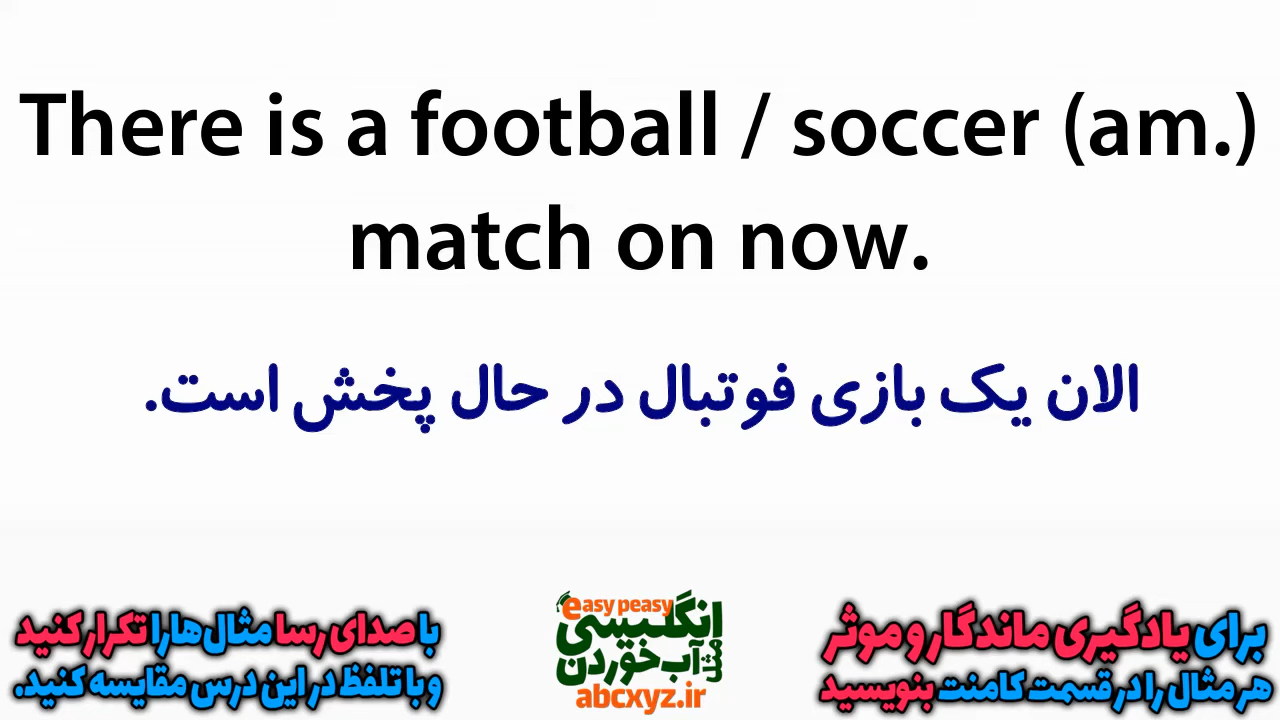 There is a football / soccer (am.)
match on now.
الان یک بازی فوتبال در حال پخش است.
برای یادگیری ماندگار و موثر
هر مثال را در قسمت کامنت بنویسید
easy peasy
انگلیسی
مثل آب خوردن
abcxyz.ir
با صدای رسا مثال‌ها را تکرار کنید
و با تلفظ در این درس مقایسه کنید.